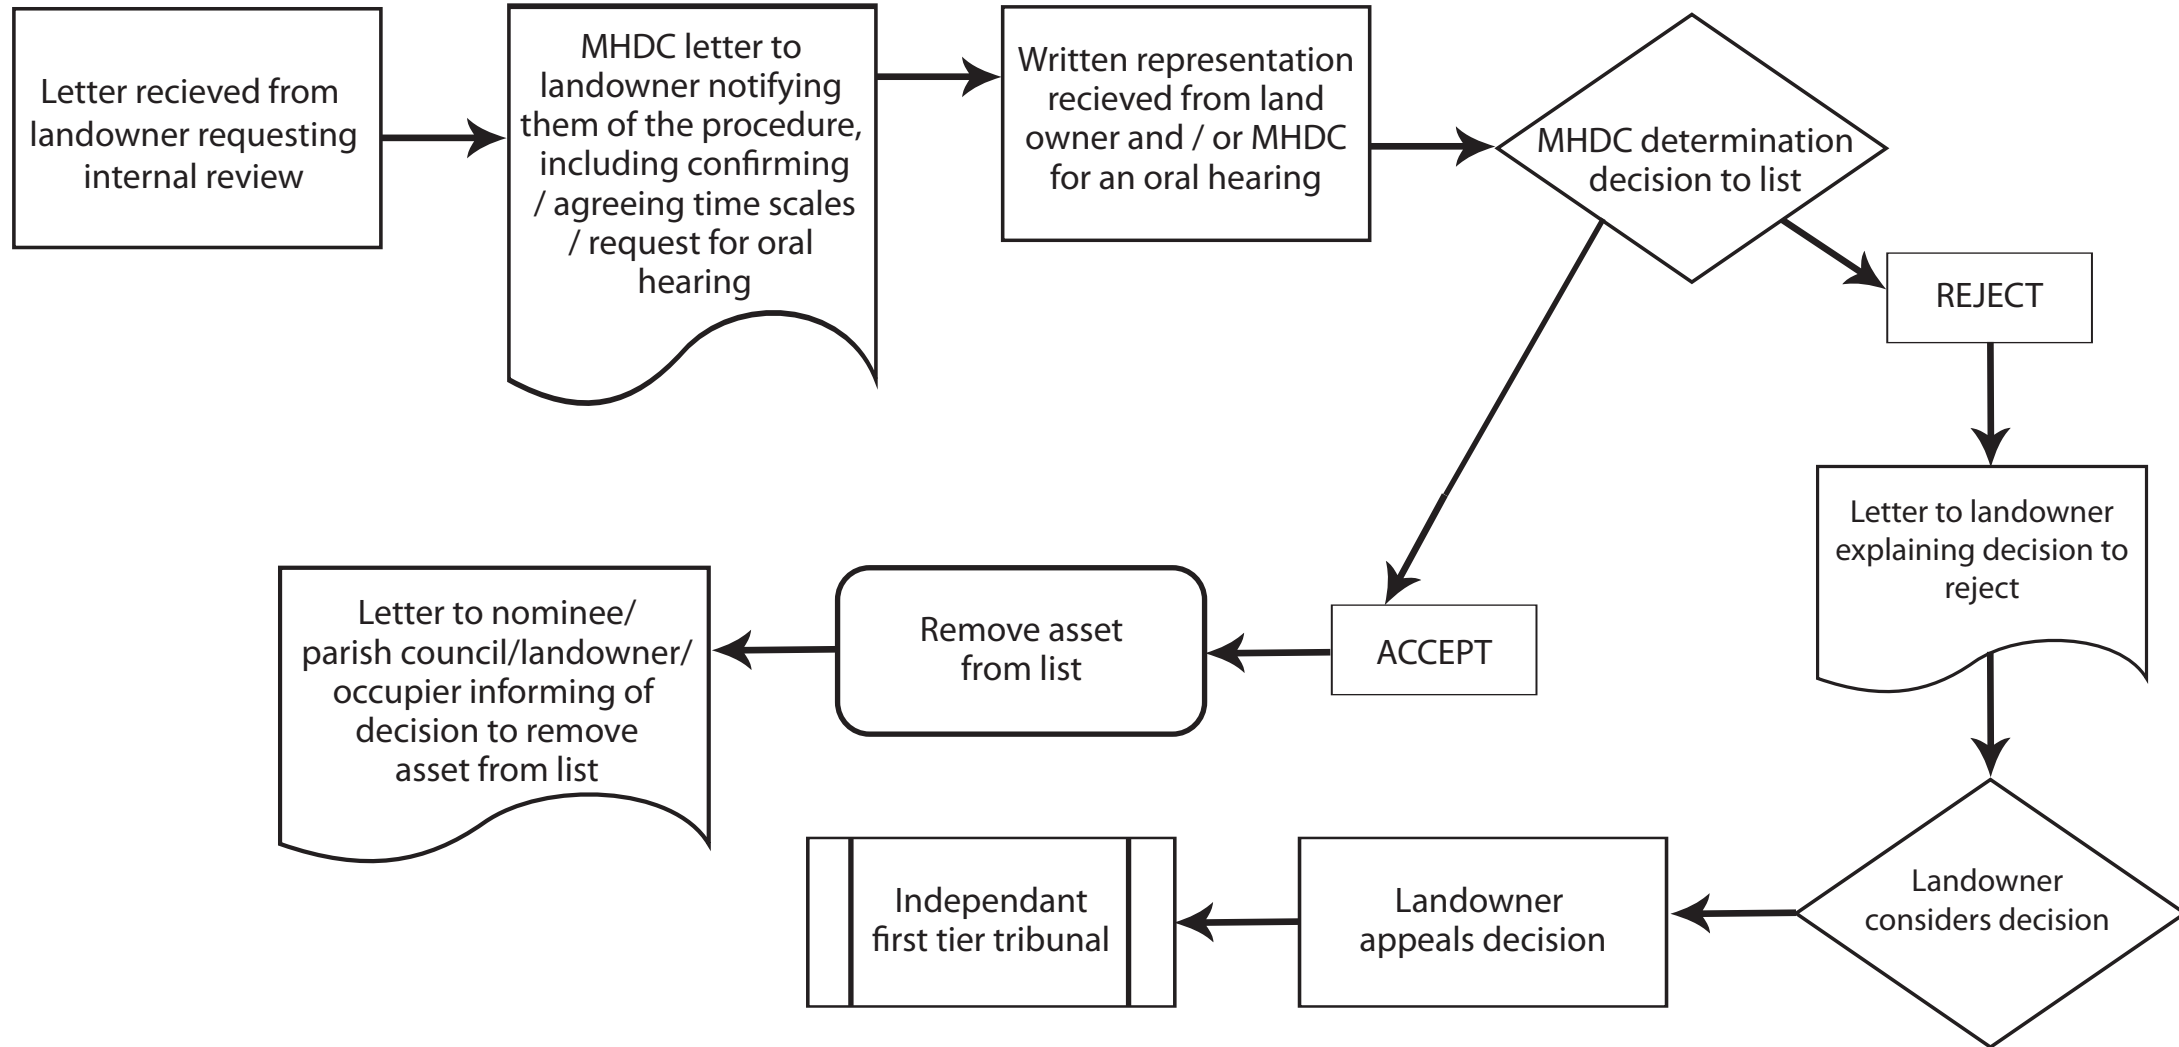 Letter recieved from
landowner requesting
internal review
MHDC letter to
landowner notifying
them of the procedure,
including confirming
/ agreeing time scales
/ request for oral
hearing
Written representation
recieved from land
owner and / or MHDC
for an oral hearing
MHDC determination
decision to list
REJECT
Letter to landowner
explaining decision to
reject
ACCEPT
Remove asset
from list
Letter to nominee/
parish council/landowner/
occupier informing of
decision to remove
asset from list
Landowner
considers decision
Landowner
appeals decision
Independant
first tier tribunal